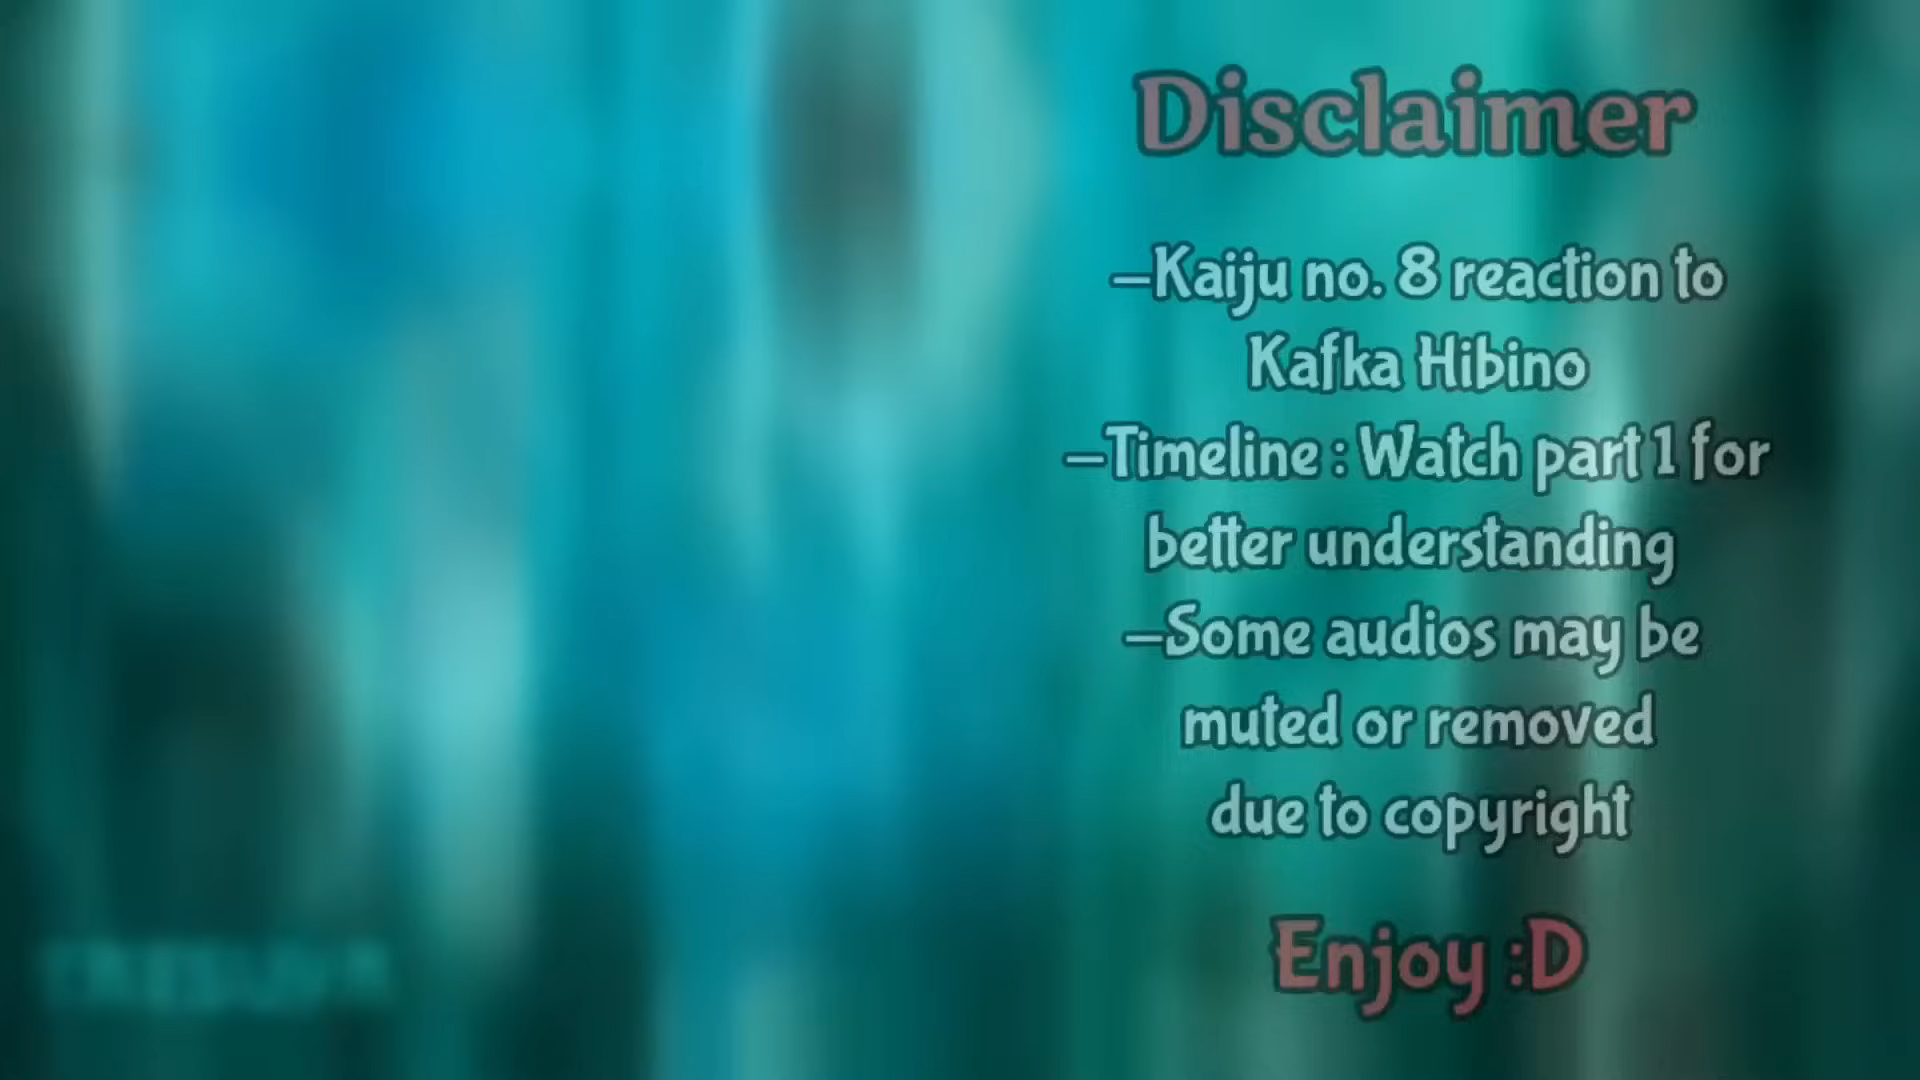 Disclaimer
—Kaiju no. 8 reaction to
Kafka Hibino
—Timeline : Watch part 1 for
better understanding
—Some audios may be
muted or removed
due to copyright
Enjoy :D